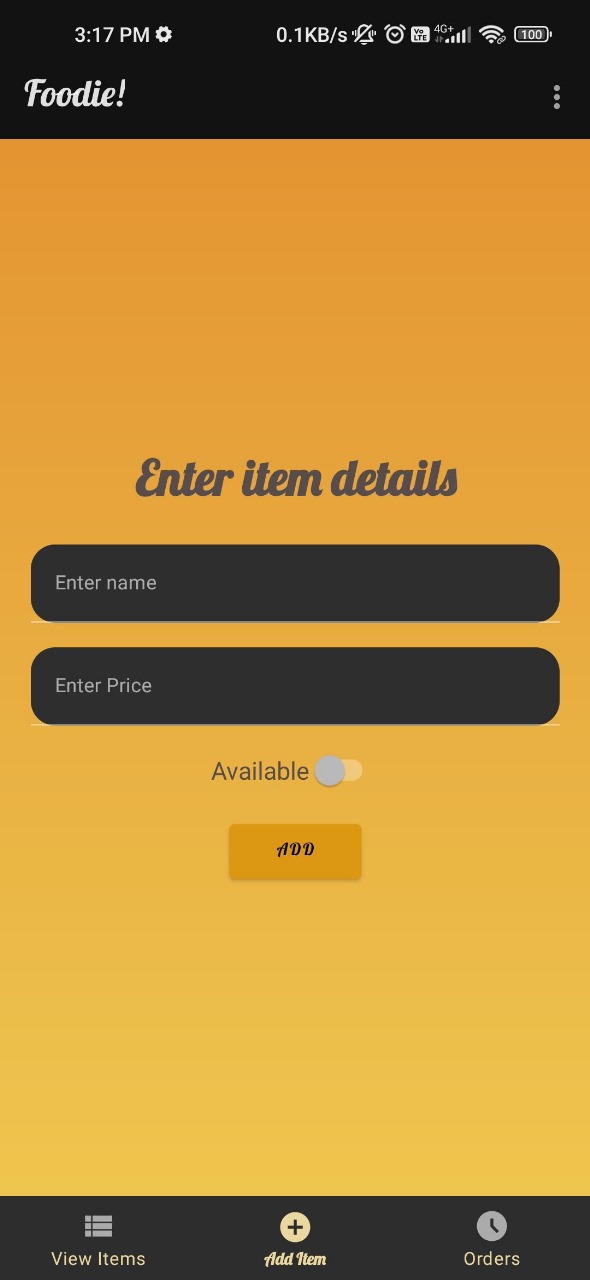 3:17 PM 0.1KB/s Vo LTE 4G+ 100
Foodie!
Enter item details
Enter name
Enter Price
Available
ADD
View Items Add Item Orders